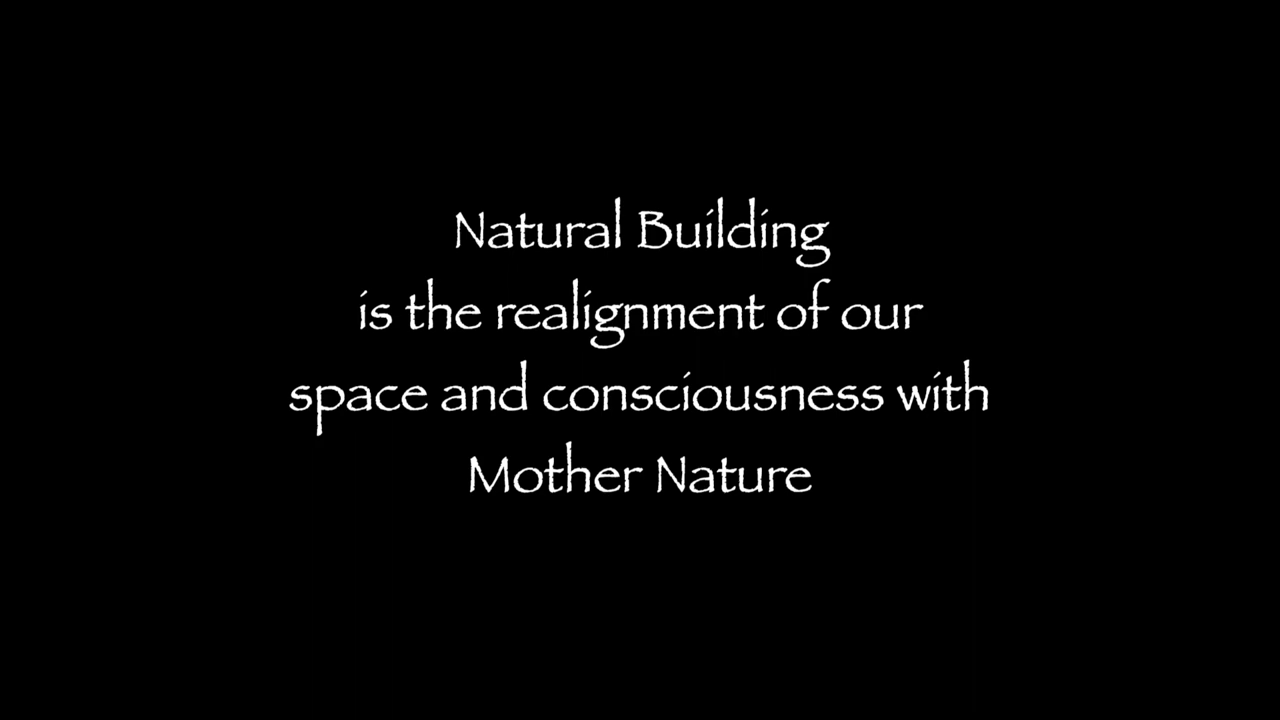 Natural Building
is the realignment of our
space and consciousness with
Mother Nature